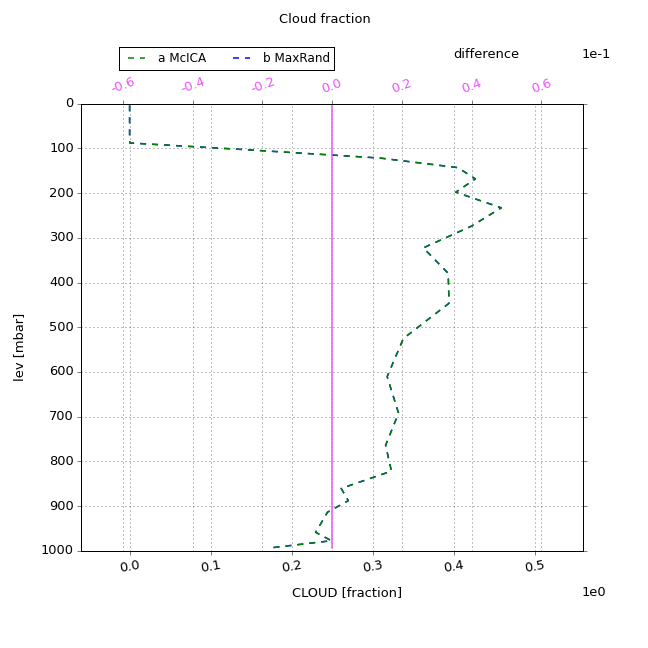 Cloud fraction
a McICA b MaxRand
difference 1e-1
-0.6 -0.4 -0.2 0.0 0.2 0.4 0.6
0
100
200
300
400
500
600
700
800
900
1000
lev [mbar]
0.0 0.1 0.2 0.3 0.4 0.5
CLOUD [fraction] 1e0